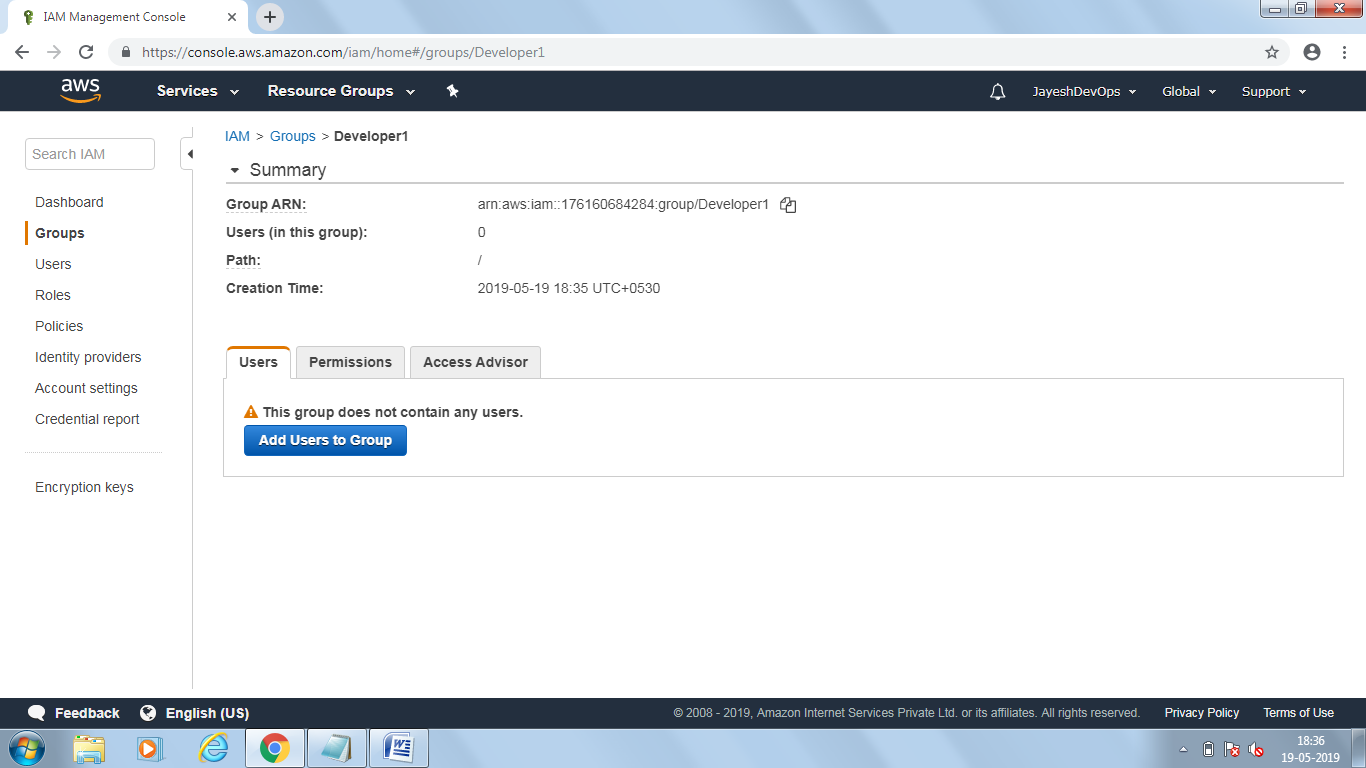 IAM Management Console
https://console.aws.amazon.com/iam/home#/groups/Developer1
aws Services Resource Groups JayeshDevOps Global Support
Search IAM
Dashboard
Groups
Users
Roles
Policies
Identity providers
Account settings
Credential report
Encryption keys
IAM > Groups > Developer1
Summary
Group ARN: arn:aws:iam::176160684284:group/Developer1
Users (in this group): 0
Path: /
Creation Time: 2019-05-19 18:35 UTC+0530
Users Permissions Access Advisor
This group does not contain any users.
Add Users to Group
Feedback English (US) © 2008 - 2019, Amazon Internet Services Private Ltd. or its affiliates. All rights reserved. Privacy Policy Terms of Use
18:36
19-05-2019